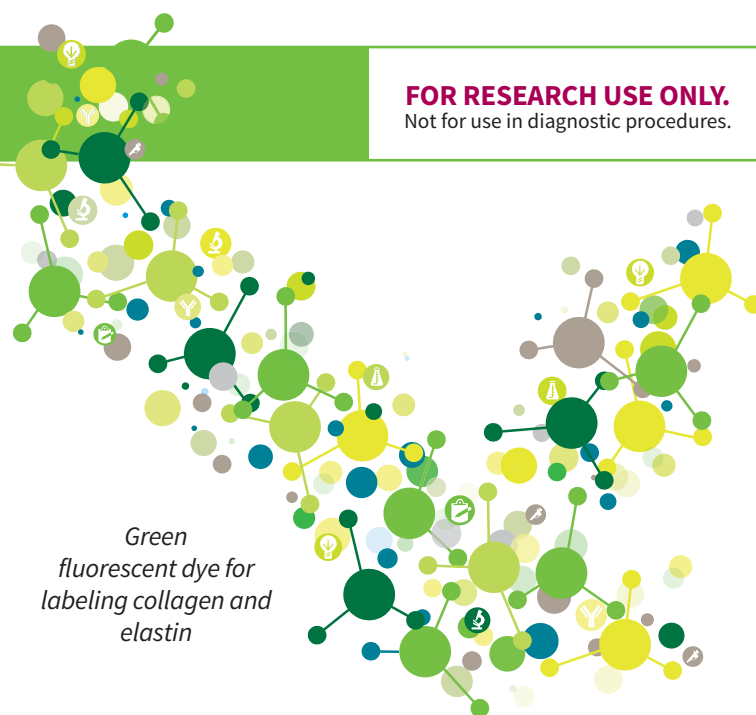 FOR RESEARCH USE ONLY.
Not for use in diagnostic procedures.
Green
fluorescent dye for
labeling collagen and
elastin